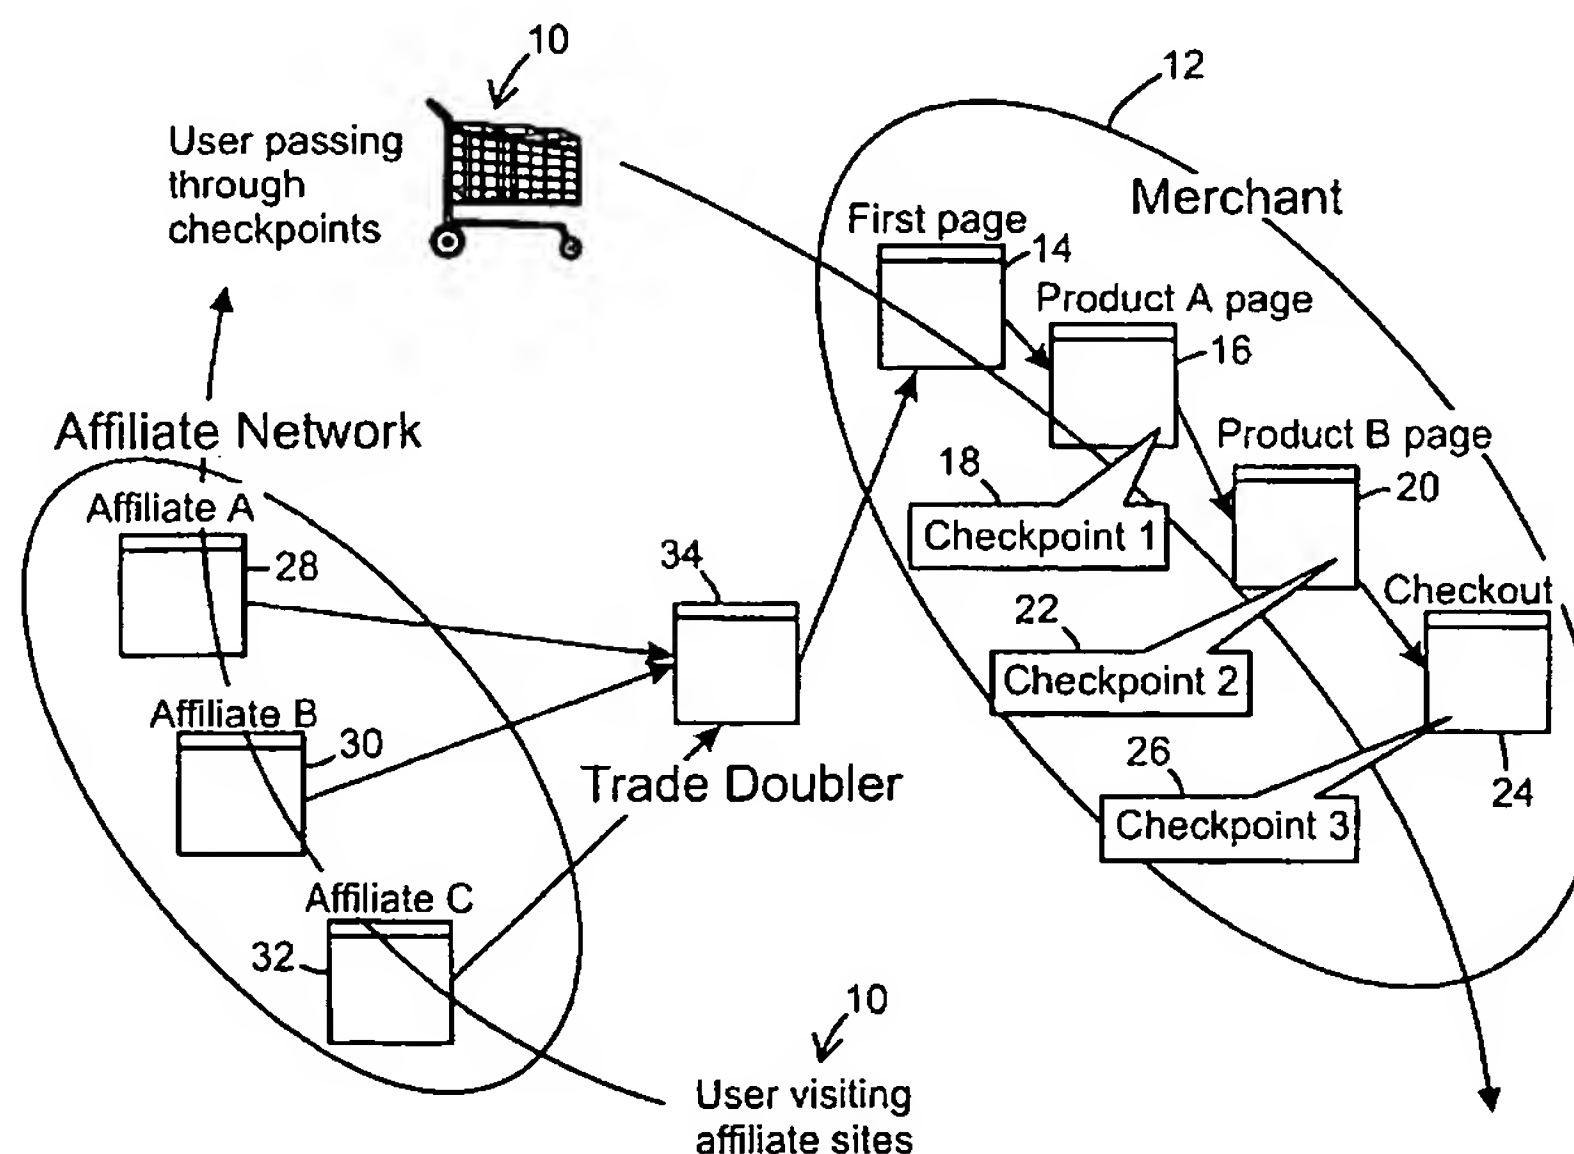 10
12
User passing
through
checkpoints
Merchant
First page
14
Product A page
16
Affiliate Network
Product B page
18
20
Affiliate A
Checkpoint 1
28
34
Checkout
22
Checkpoint 2
Affiliate B
30
26
Trade Doubler
24
Checkpoint 3
Affiliate C
32
10
User visiting
affiliate sites